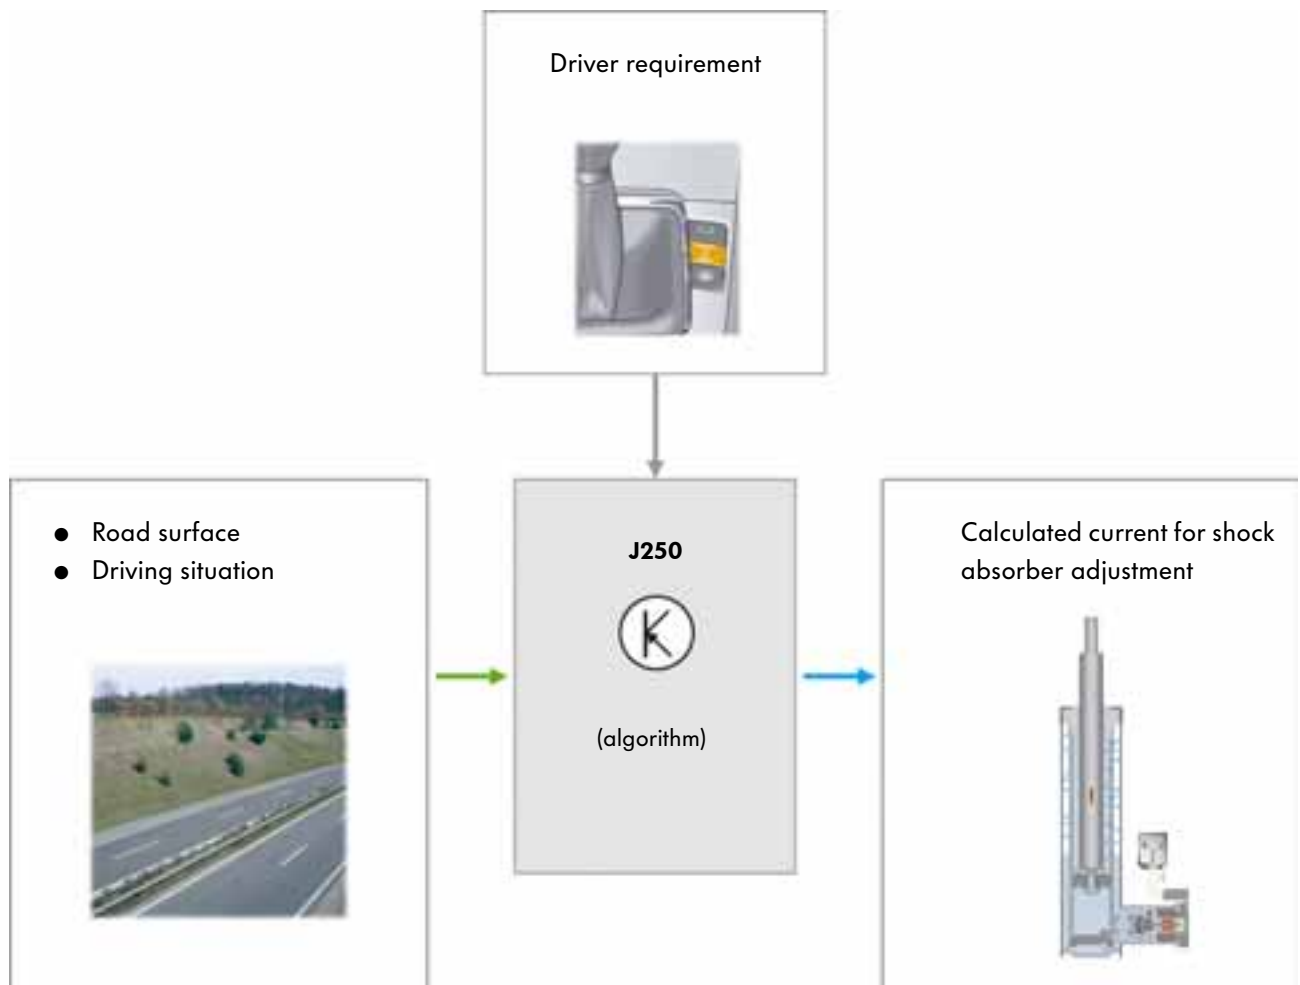 Driver requirement
● Road surface
● Driving situation
J250
(algorithm)
Calculated current for shock
absorber adjustment